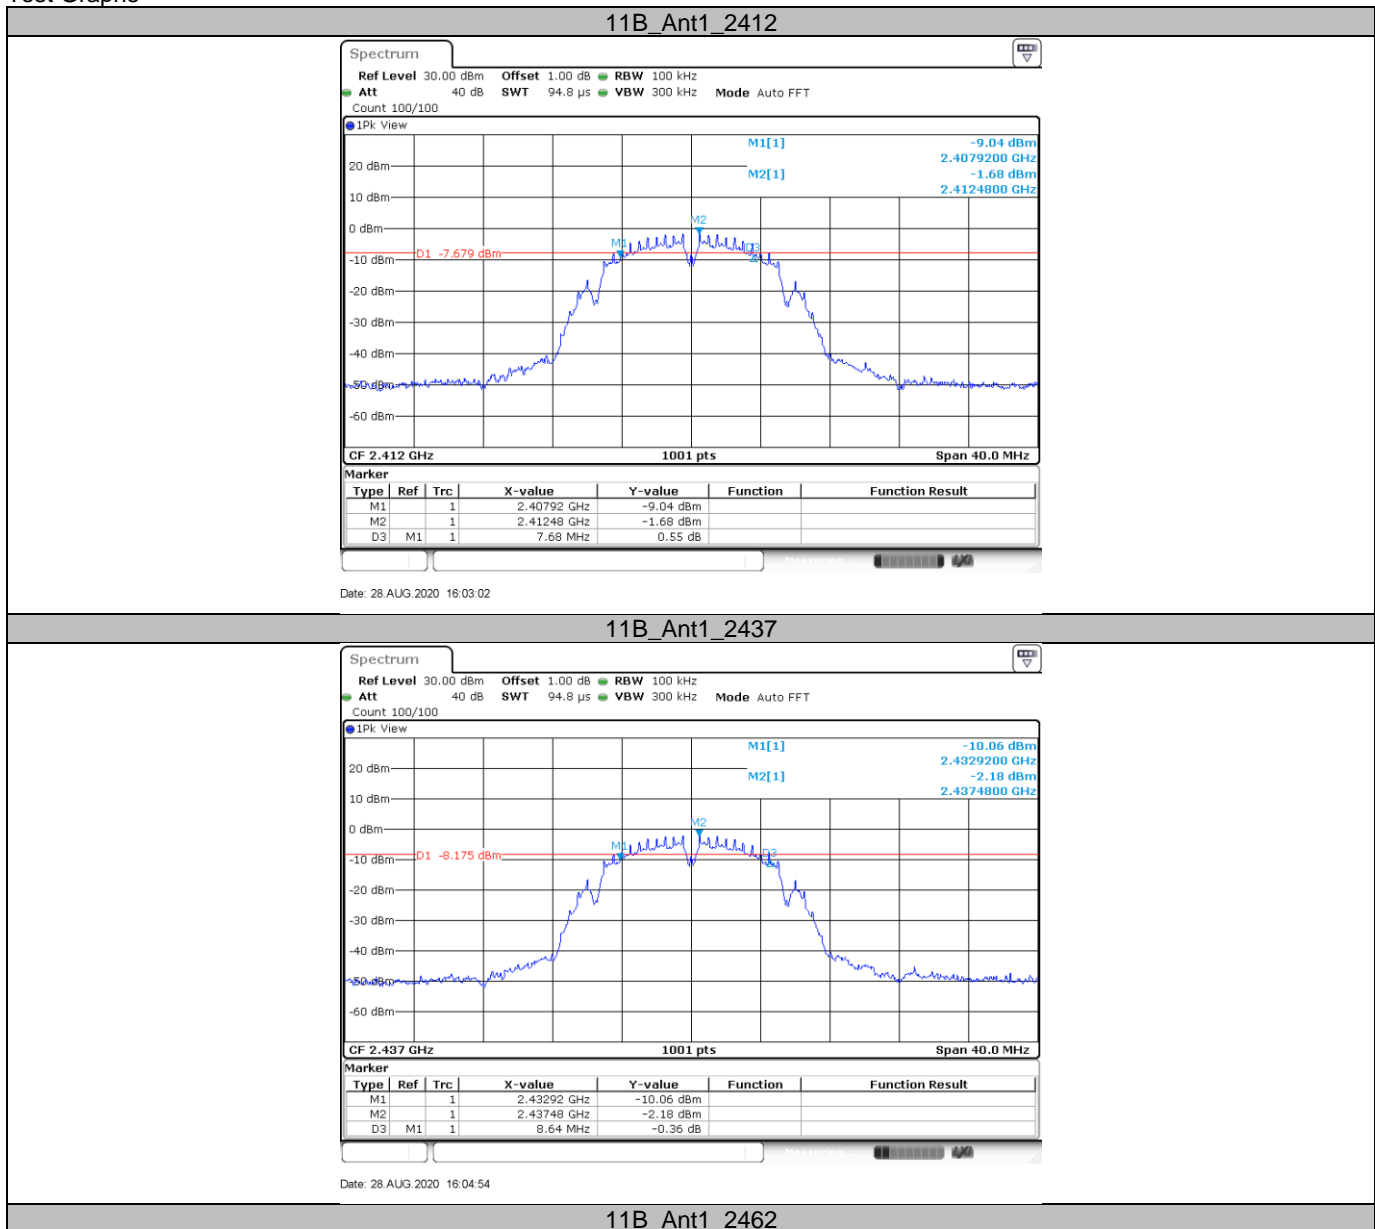 11B_Ant1_2412
Spectrum
Ref Level 30.00 dBm Offset 1.00 dB RBW 100 kHz
Att 40 dB SWT 94.8 µs VBW 300 kHz Mode Auto FFT
Count 100/100
1Pk View
M1[1] -9.04 dBm
2.4079200 GHz
20 dBm
M2[1] -1.68 dBm
2.4124800 GHz
10 dBm
M2
0 dBm
M1
D3
D1 -7.679 dBm
-10 dBm
-20 dBm
-30 dBm
-40 dBm
-50 dBm
-60 dBm
CF 2.412 GHz 1001 pts Span 40.0 MHz
Marker
Type Ref Trc X-value Y-value Function Function Result
M1 1 2.40792 GHz -9.04 dBm
M2 1 2.41248 GHz -1.68 dBm
D3 M1 1 7.68 MHz 0.55 dB
Measuring...
Date: 28.AUG.2020 16:03:02
11B_Ant1_2437
Spectrum
Ref Level 30.00 dBm Offset 1.00 dB RBW 100 kHz
Att 40 dB SWT 94.8 µs VBW 300 kHz Mode Auto FFT
Count 100/100
1Pk View
M1[1] -10.06 dBm
2.4329200 GHz
20 dBm
M2[1] -2.18 dBm
2.4374800 GHz
10 dBm
M2
0 dBm
M1
D3
D1 -8.175 dBm
-10 dBm
-20 dBm
-30 dBm
-40 dBm
-50 dBm
-60 dBm
CF 2.437 GHz 1001 pts Span 40.0 MHz
Marker
Type Ref Trc X-value Y-value Function Function Result
M1 1 2.43292 GHz -10.06 dBm
M2 1 2.43748 GHz -2.18 dBm
D3 M1 1 8.64 MHz -0.36 dB
Measuring...
Date: 28.AUG.2020 16:04:54
11B_Ant1_2462